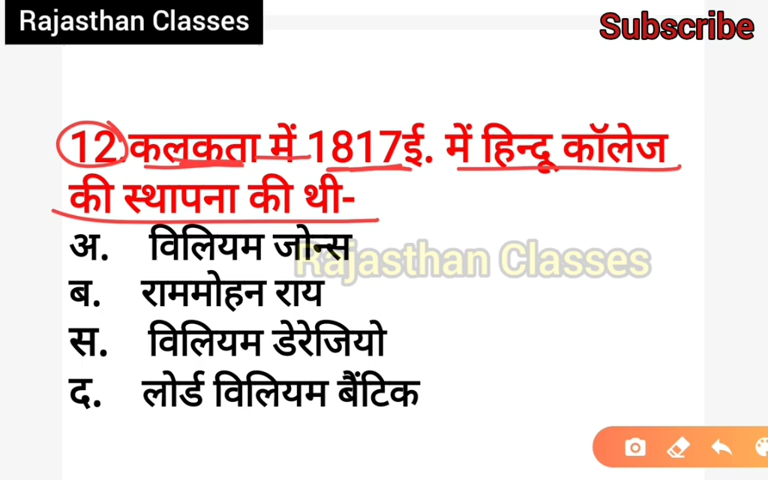 Rajasthan Classes
Subscribe
12.कलकता में 1817ई. में हिन्दू कॉलेज
की स्थापना की थी-
अ. विलियम जोन्स
Rajasthan Classes
ब. राममोहन राय
स. विलियम डेरेजियो
द. लोर्ड विलियम बैंटिक